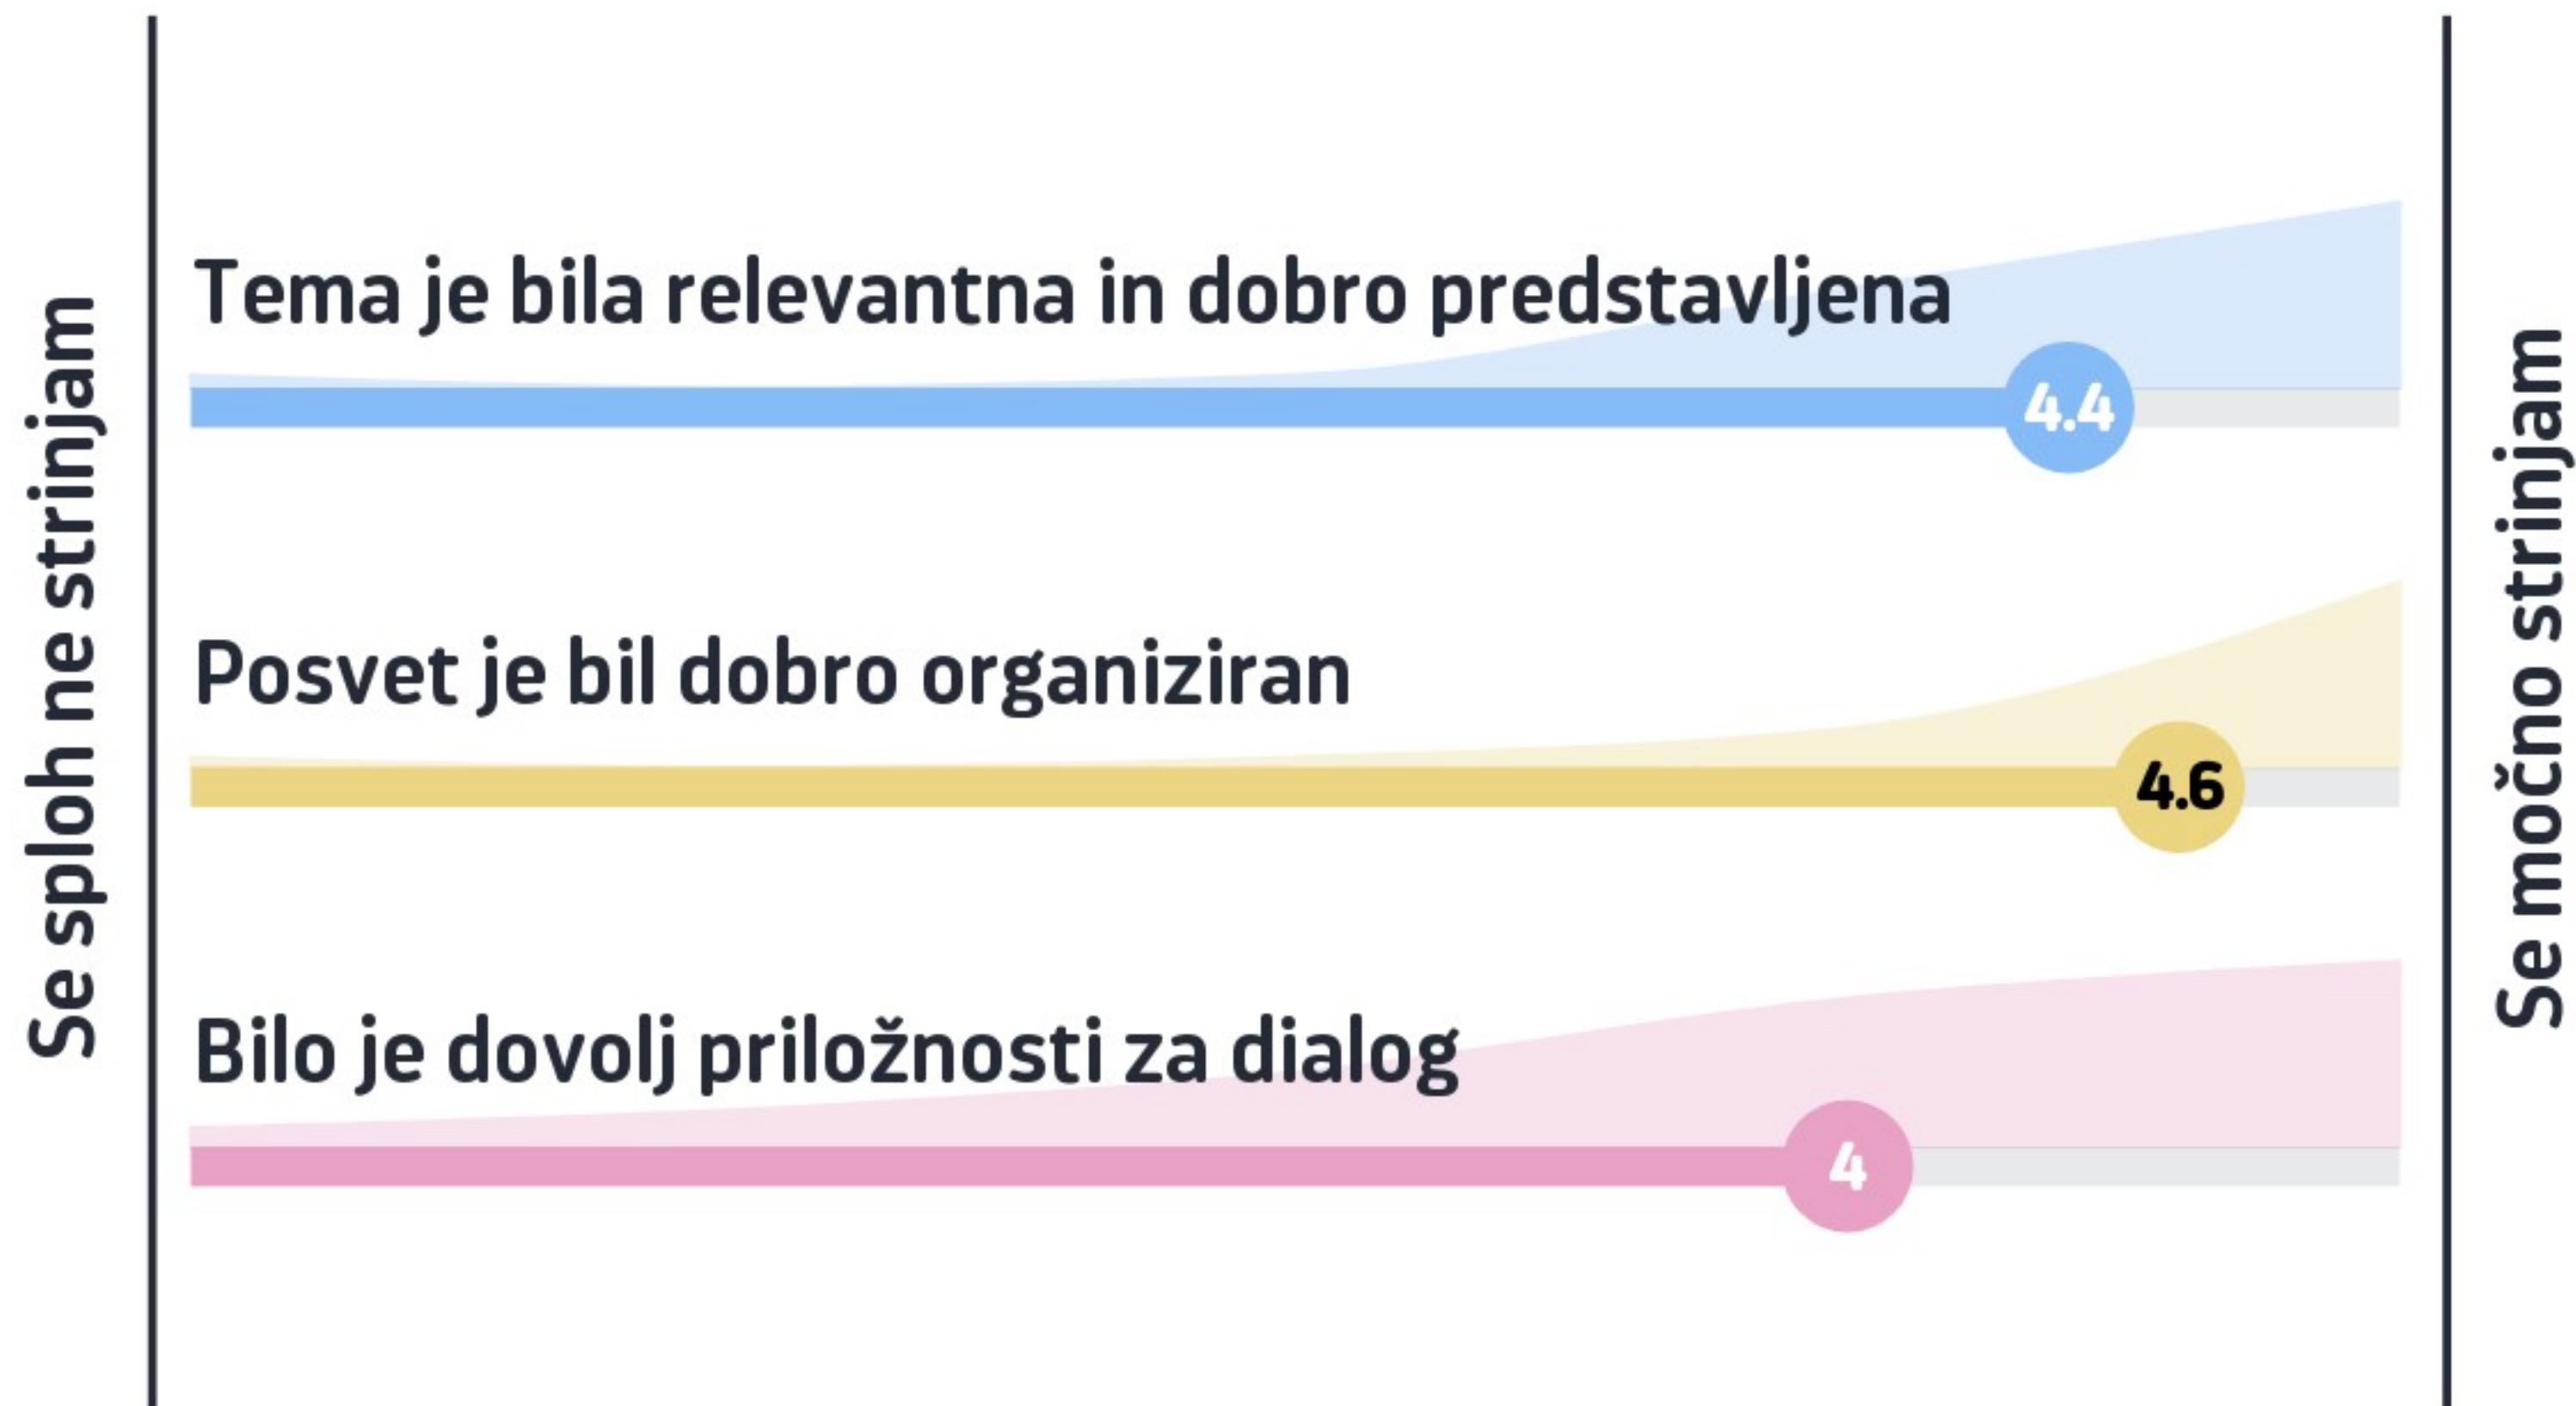 Se sploh ne strinjam
Tema je bila relevantna in dobro predstavljena
4.4
Posvet je bil dobro organiziran
4.6
Bilo je dovolj priložnosti za dialog
4
Se močno strinjam